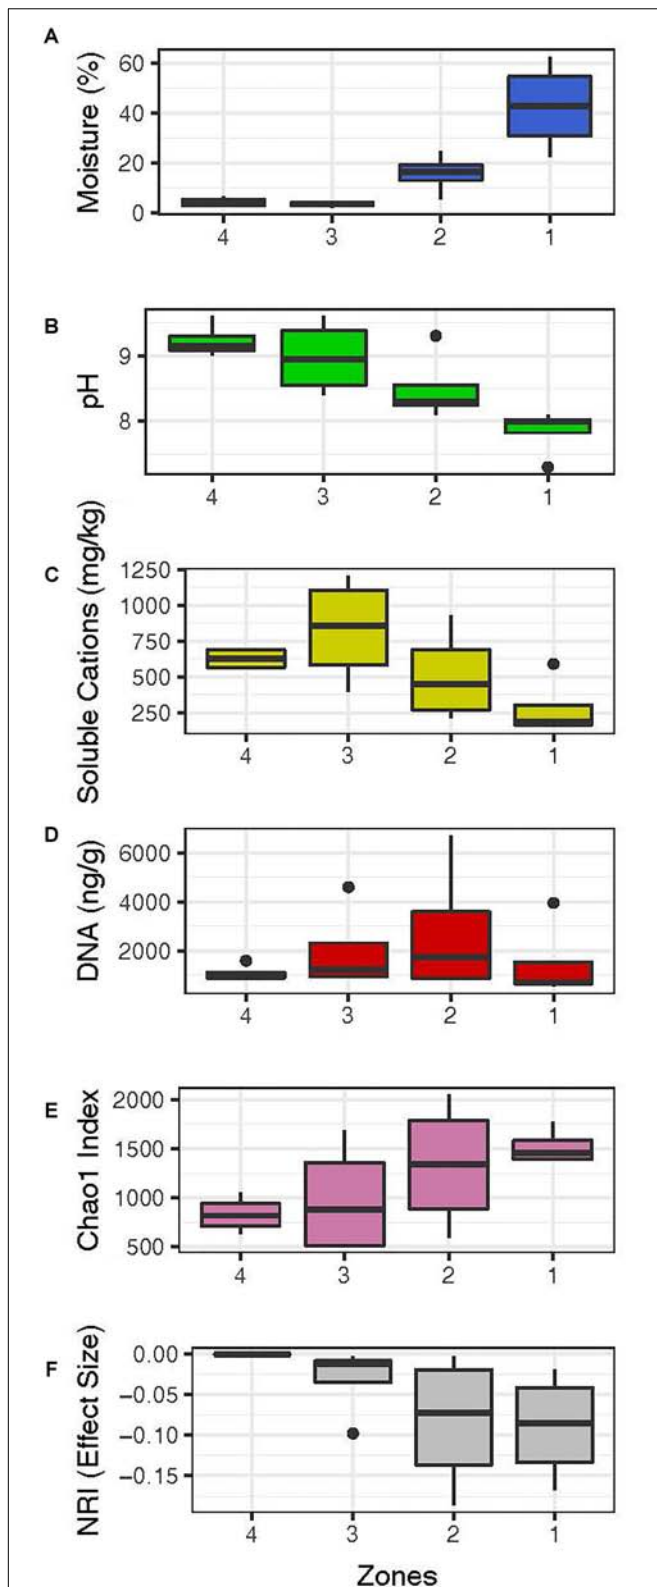 A
Moisture (%)
60
40
20
0
4 3 2 1
B
pH
9
8
4 3 2 1
C
Soluble Cations (mg/kg)
1250
1000
750
500
250
4 3 2 1
D
DNA (ng/g)
6000
4000
2000
4 3 2 1
E
Chao1 Index
2000
1500
1000
500
4 3 2 1
F
NRI (Effect Size)
0.00
−0.05
−0.10
−0.15
4 3 2 1
Zones